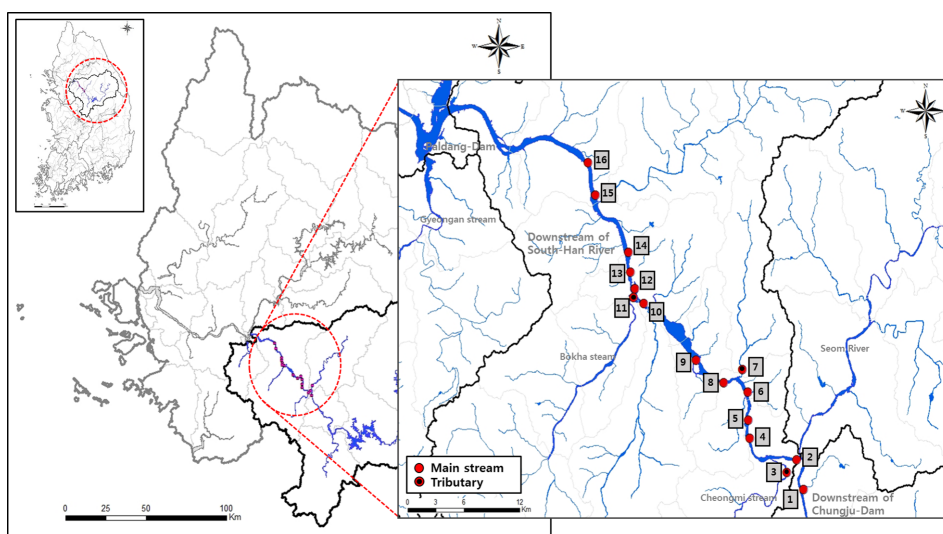 N
W
E
S
N
W
Paldang-Dam
16
15
Gyeongan stream
Downstream of
South-Han River
14
13
12
11
10
Seom River
Bokha steam
9
7
8
6
5
4
2
3
Main stream
Tributary
Cheongmi stream
1
Downstream of
Chungju-Dam
0 3 6 12
Km
0 25 50 100
Km